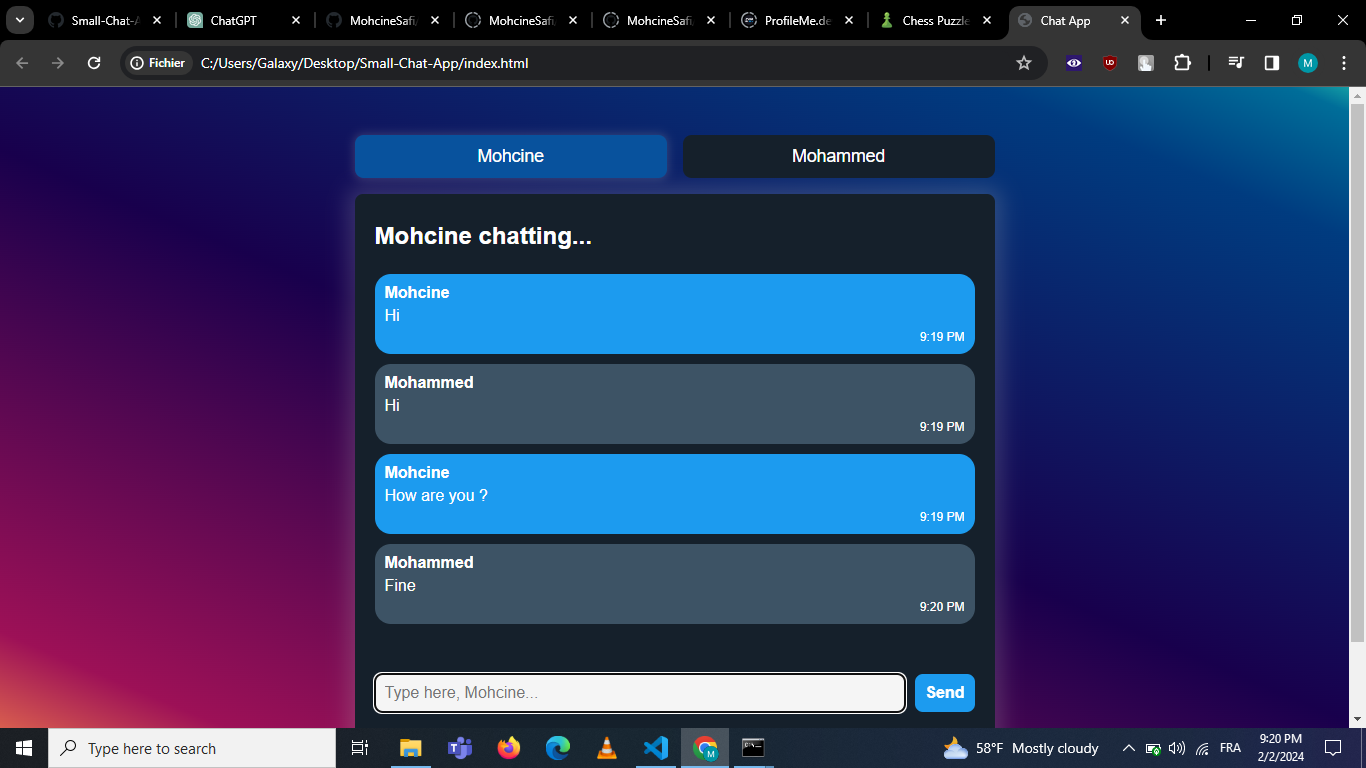 Small-Chat-A
ChatGPT
MohcineSafi/
MohcineSafi
MohcineSafi
ProfileMe.de
Chess Puzzle
Chat App
Fichier
C:/Users/Galaxy/Desktop/Small-Chat-App/index.html
M
Mohcine
Mohammed
Mohcine chatting...
Mohcine
Hi
9:19 PM
Mohammed
Hi
9:19 PM
Mohcine
How are you ?
9:19 PM
Mohammed
Fine
9:20 PM
Type here, Mohcine...
Send
Type here to search
58°F Mostly cloudy
FRA
9:20 PM
2/2/2024